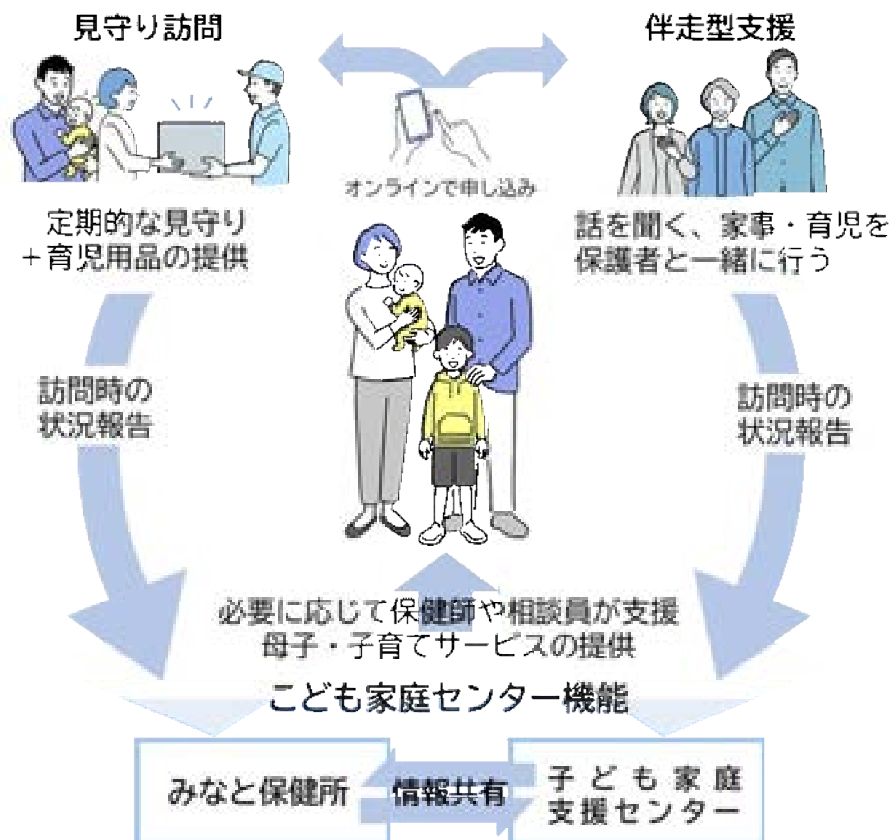 見守り訪問
伴走型支援
オンラインで申し込み
定期的な見守り
＋育児用品の提供
話を聞く、家事・育児を
保護者と一緒に行う
訪問時の
状況報告
訪問時の
状況報告
必要に応じて保健師や相談員が支援
母子・子育てサービスの提供
こども家庭センター機能
みなと保健所
情報共有
子ども家庭
支援センター